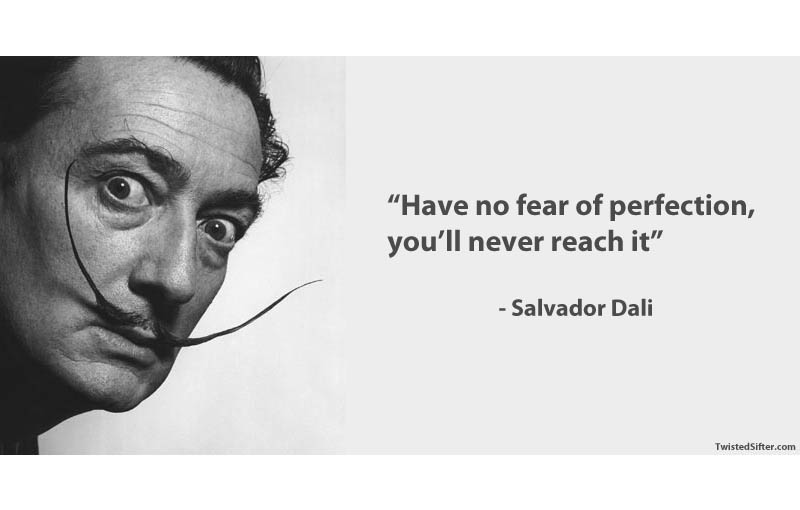 “Have no fear of perfection,
you’ll never reach it”
- Salvador Dali
TwistedSifter.com